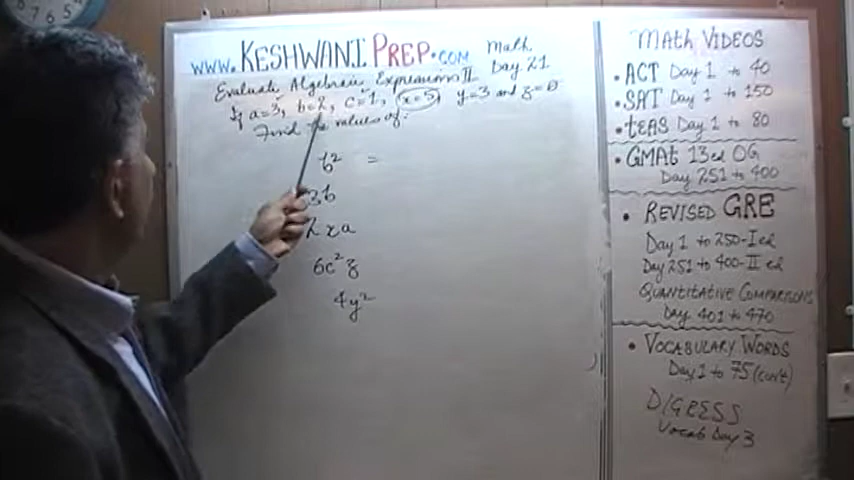 www.KESHWANIPREP.COM Math
Day 21
Evaluate Algebraic Expressions II
If a=3, b=2, c=1, x=5, y=3 and z=0
Find the values of:
b² =
3b
2xa
6c²z
4y²
MATH VIDEOS
• ACT Day 1 to 40
• SAT Day 1 to 150
• TEAS Day 1 to 80
• GMAT 13ed OG
Day 251 to 400
• REVISED GRE
Day 1 to 250-I ed
Day 251 to 400-II ed
QUANTITATIVE COMPARISONS
Day 401 to 470
• VOCABULARY WORDS
Day 1 to 75 (cont)
DIGRESS
Vocab Day 3